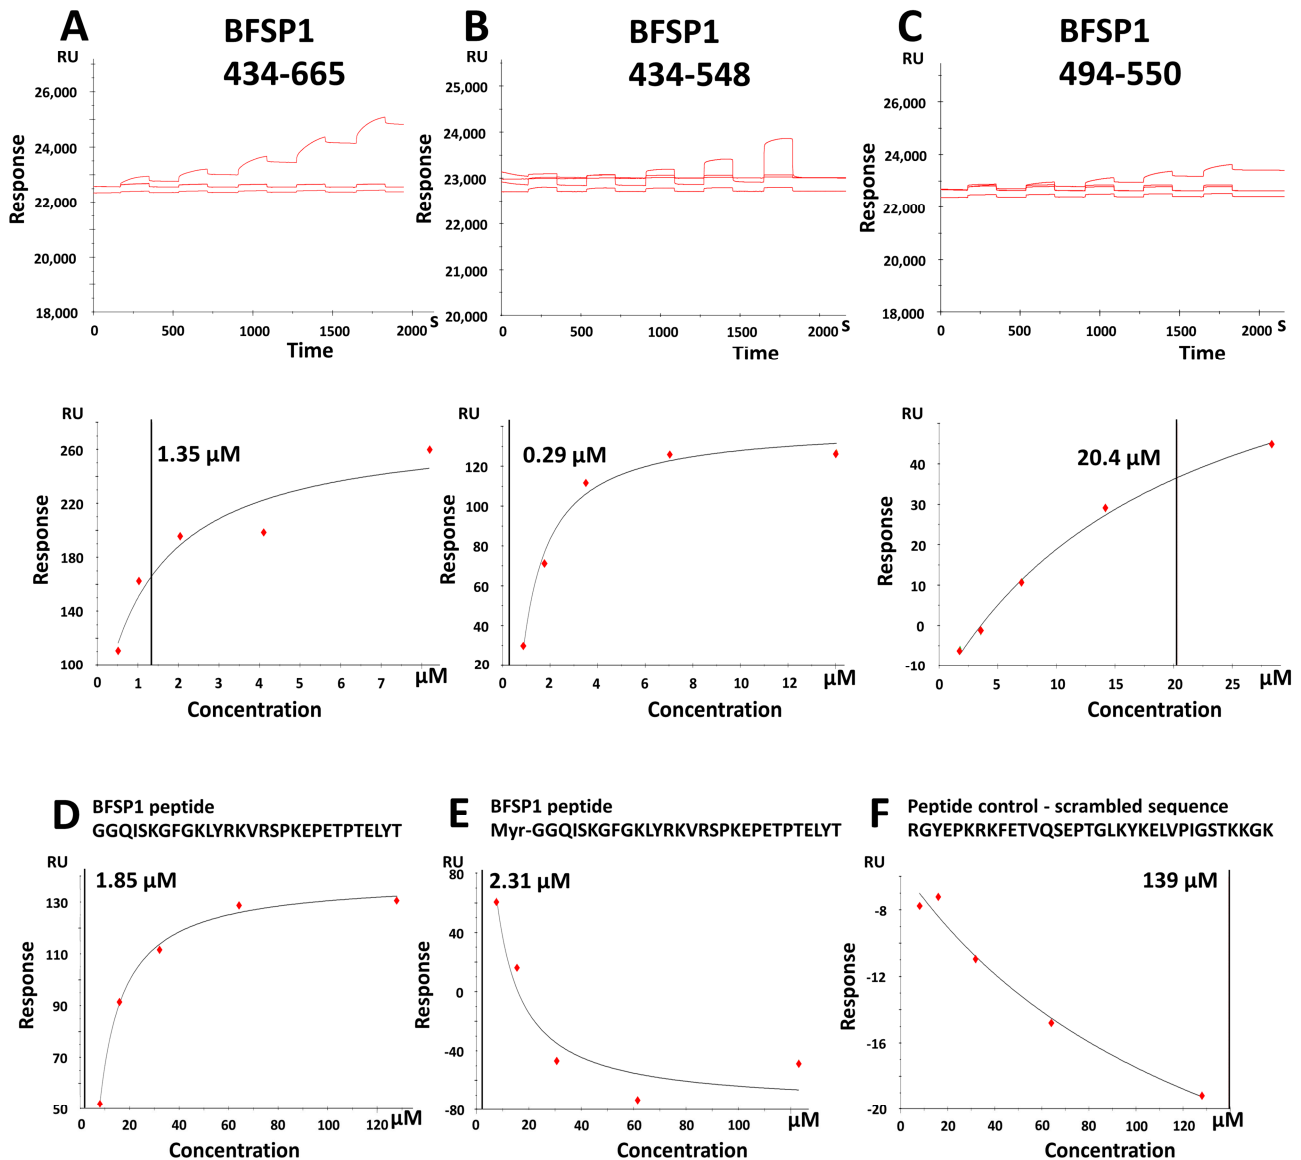 A
BFSP1
434-665
RU
26,000
24,000
22,000
20,000
18,000
Response
0
500
1000
1500
2000
S
Time
B
BFSP1
434-548
RU
25,000
24,000
23,000
22,000
21,000
20,000
Response
0
500
1000
1500
2000
S
Time
C
BFSP1
494-550
RU
26,000
24,000
22,000
20,000
18,000
Response
0
500
1000
1500
2000
S
Time
RU
1.35 µM
260
220
180
140
100
Response
0
1
2
3
4
5
6
7
µM
Concentration
RU
0.29 µM
120
100
80
60
40
20
Response
0
2
4
6
8
10
12
µM
Concentration
RU
20.4 µM
40
30
20
10
0
-10
Response
0
5
10
15
20
25
µM
Concentration
D
BFSP1 peptide
GGQISKGFGKLYRKVRSPKEPETPTELYT
RU
1.85 µM
130
110
90
70
50
Response
0
20
40
60
80
100
120
µM
Concentration
E
BFSP1 peptide
Myr-GGQISKGFGKLYRKVRSPKEPETPTELYT
RU
2.31 µM
80
40
0
-40
-80
Response
0
20
40
60
80
100
µM
Concentration
F
Peptide control - scrambled sequence
RGYEPKRKFETVQSEPTGLKYKELVPIGSTKKGK
RU
139 µM
-8
-12
-16
-20
Response
0
20
40
60
80
100
120
µM
Concentration